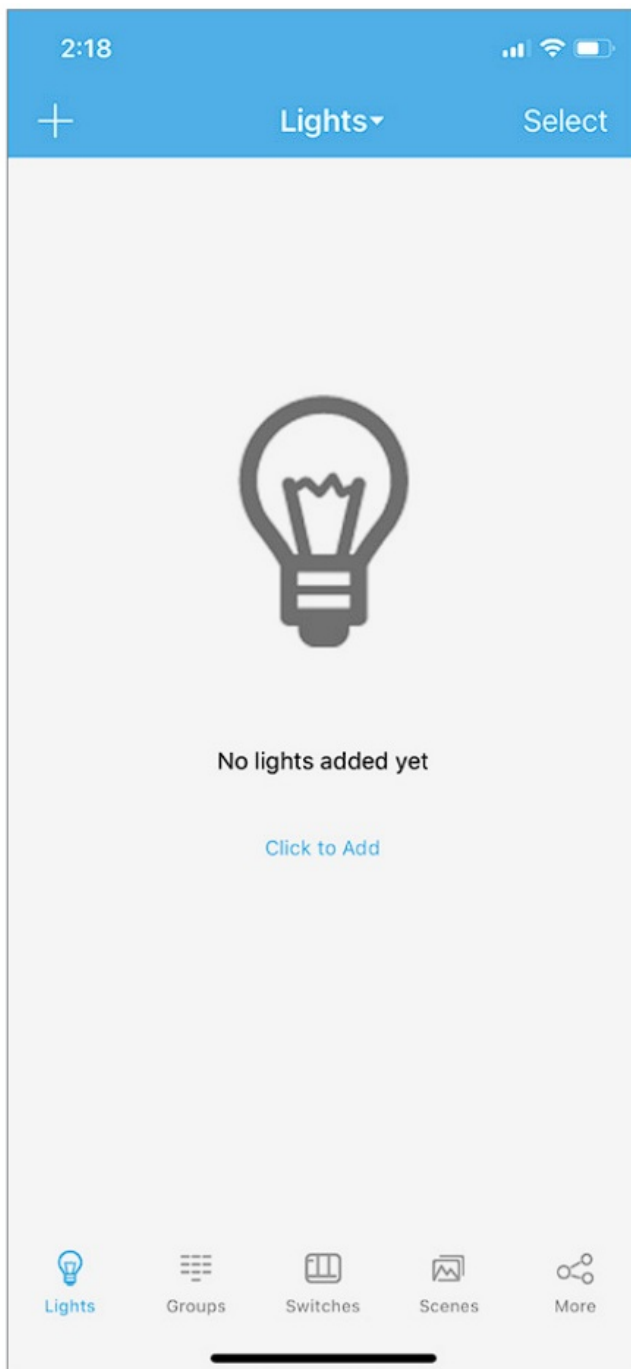 2:18
Lights
Select
No lights added yet
Click to Add
Lights
Groups
Switches
Scenes
More